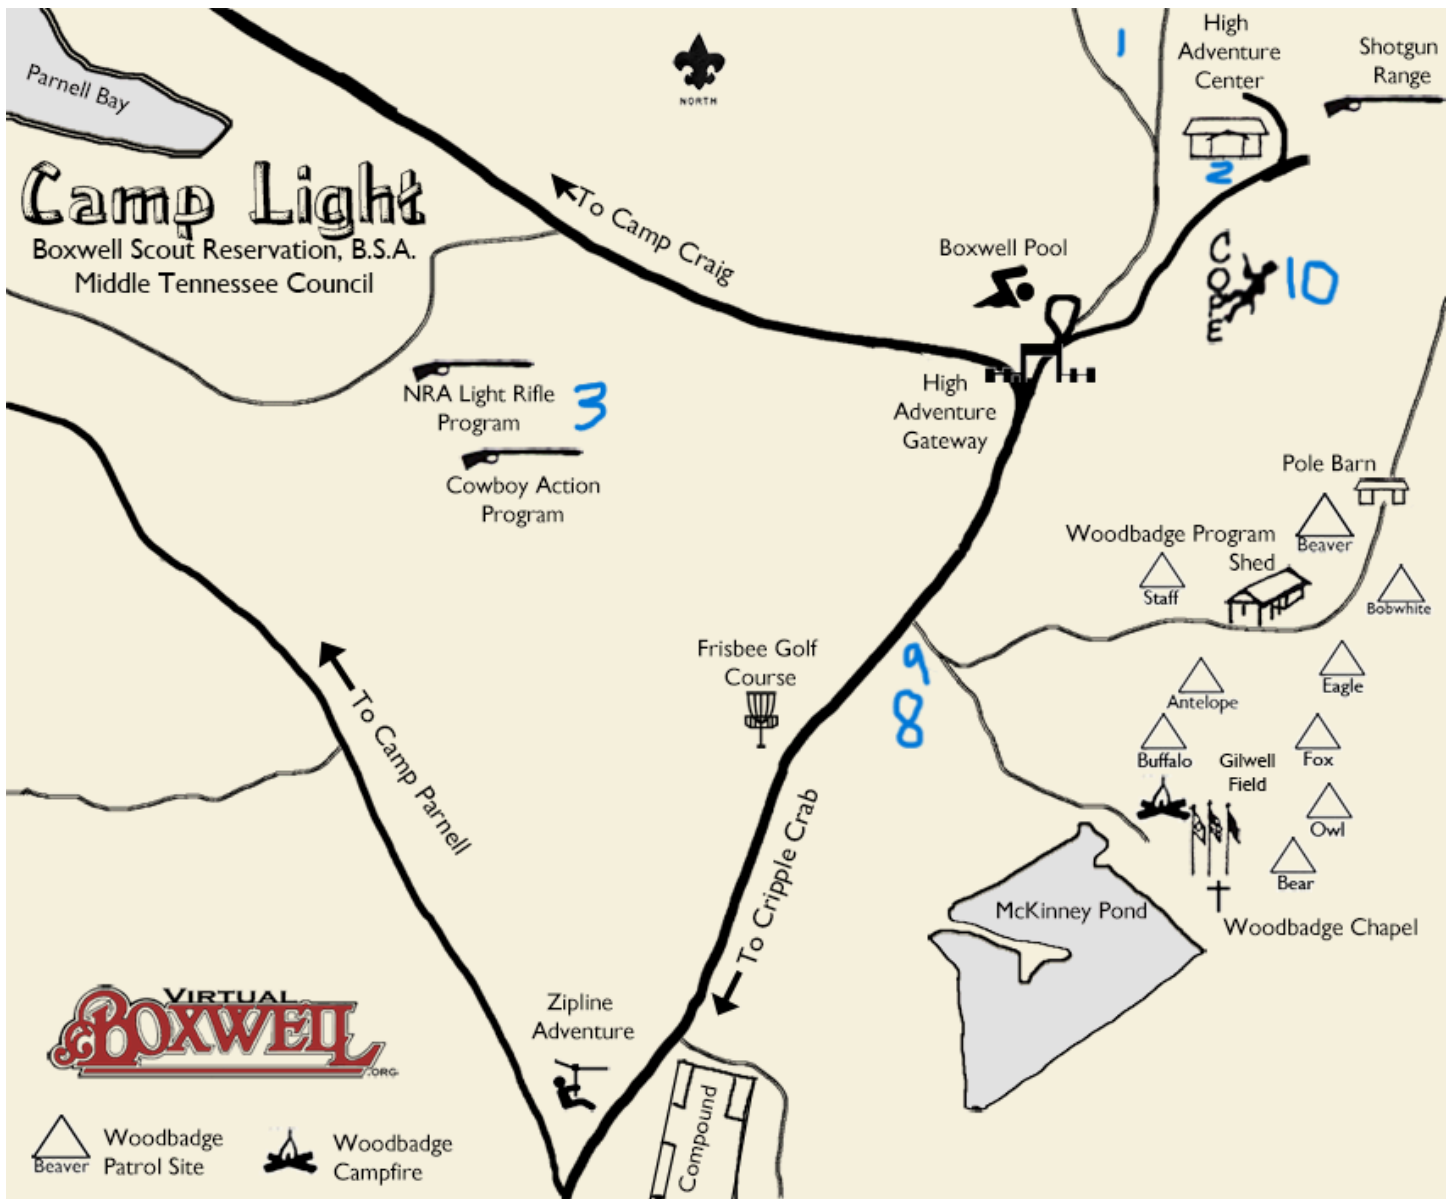 Parnell Bay
NORTH
1
High
Adventure
Center
Shotgun
Range
2
Camp Light
Boxwell Scout Reservation, B.S.A.
Middle Tennessee Council
To Camp Craig
Boxwell Pool
COPE
10
NRA Light Rifle
Program
3
Cowboy Action
Program
High
Adventure
Gateway
Pole Barn
Beaver
Woodbadge Program
Shed
Staff
Bobwhite
Frisbee Golf
Course
9
8
Antelope
Eagle
Buffalo
Gilwell
Field
Fox
Owl
Bear
To Camp Parnell
To Cripple Crab
McKinney Pond
Woodbadge Chapel
VIRTUAL
BOXWELL
.ORG
Zipline
Adventure
Compound
Beaver
Woodbadge
Patrol Site
Woodbadge
Campfire